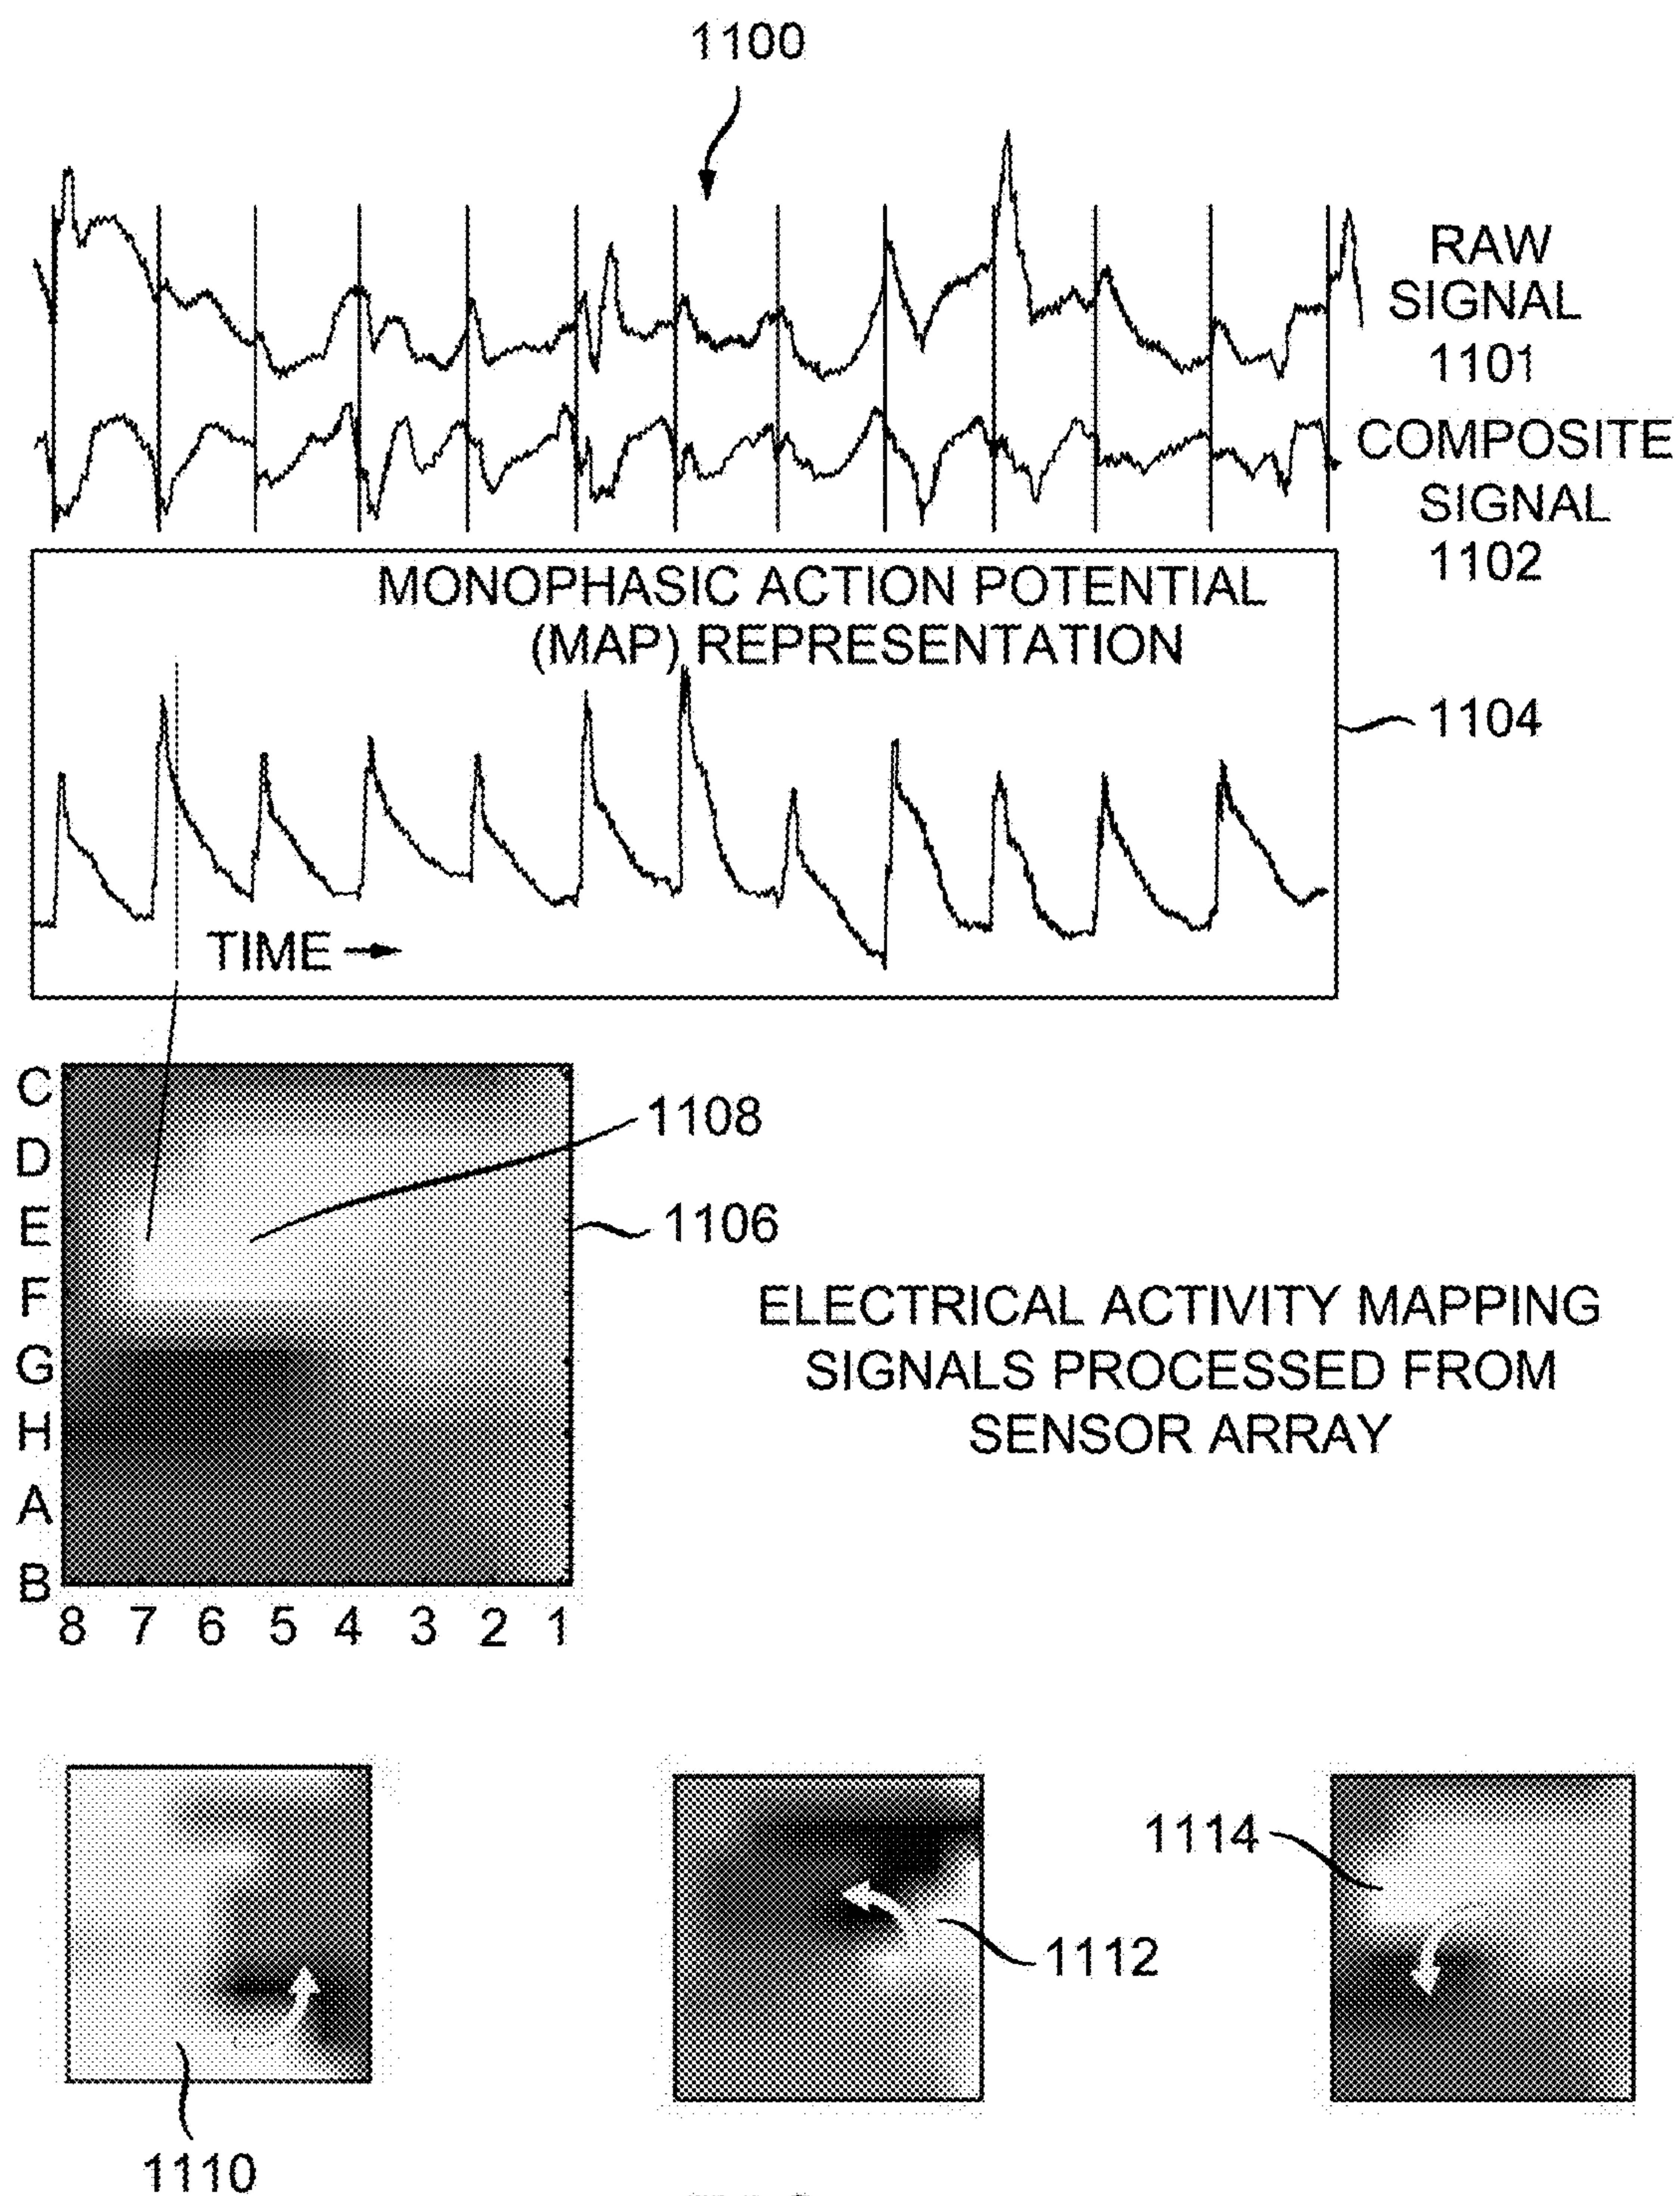 1100
RAW
SIGNAL
1101
COMPOSITE
SIGNAL
1102
MONOPHASIC ACTION POTENTIAL
(MAP) REPRESENTATION
1104
TIME
C
D
E
F
G
H
A
B
8 7 6 5 4 3 2 1
1108
1106
ELECTRICAL ACTIVITY MAPPING
SIGNALS PROCESSED FROM
SENSOR ARRAY
1110
1112
1114